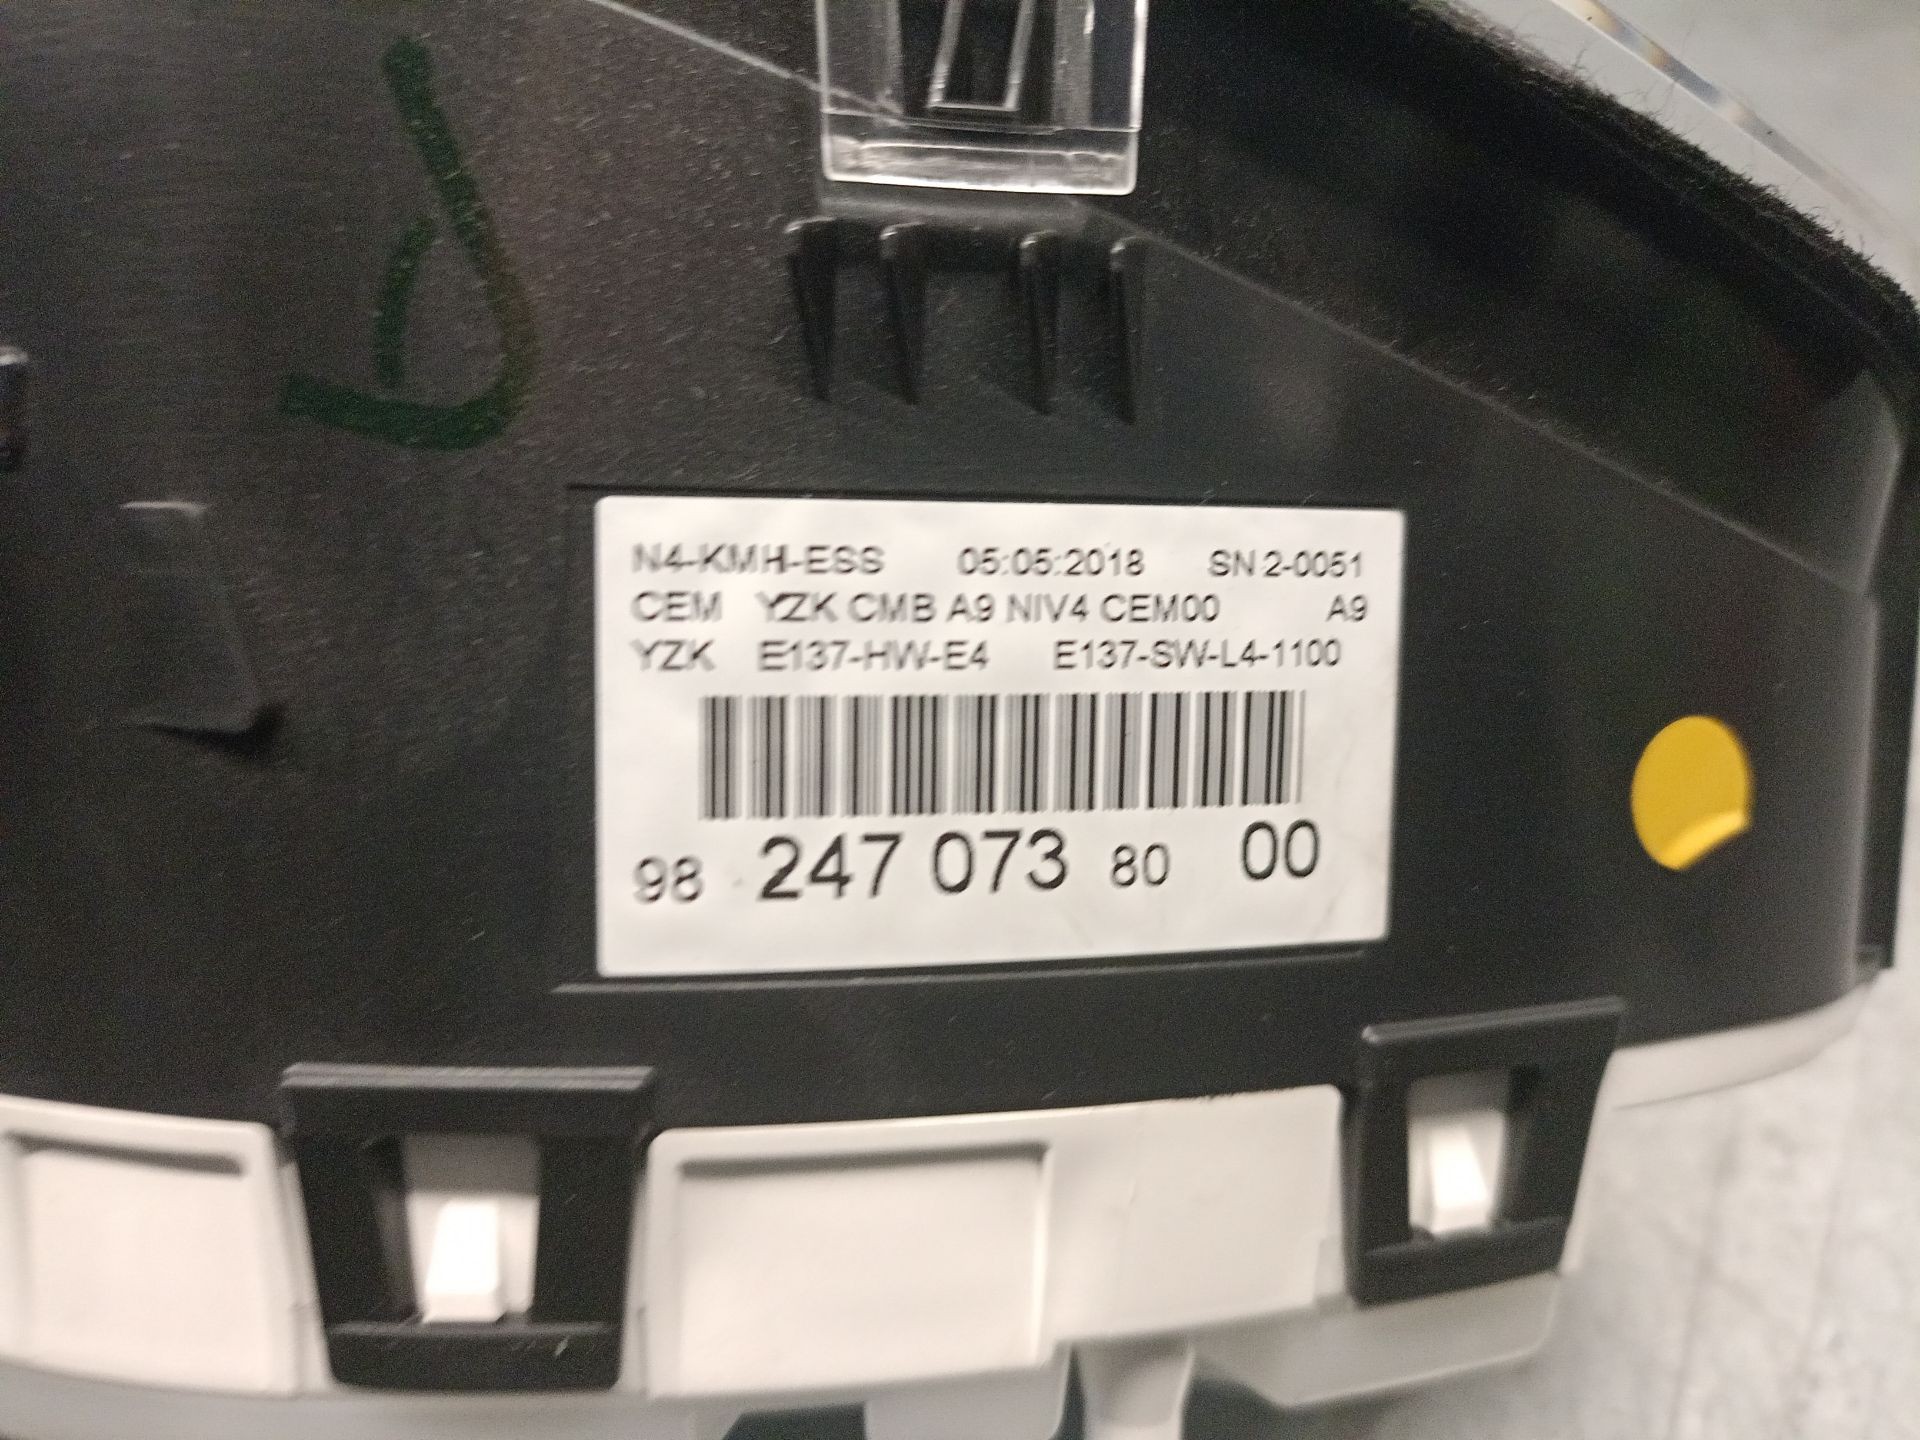 N4-KMH-ESS 05:05:2018 SN 2-0051
CEM YZK CMB A9 NIV4 CEM00 A9
YZK E137-HW-E4 E137-SW-L4-1100
98 247 073 80 00